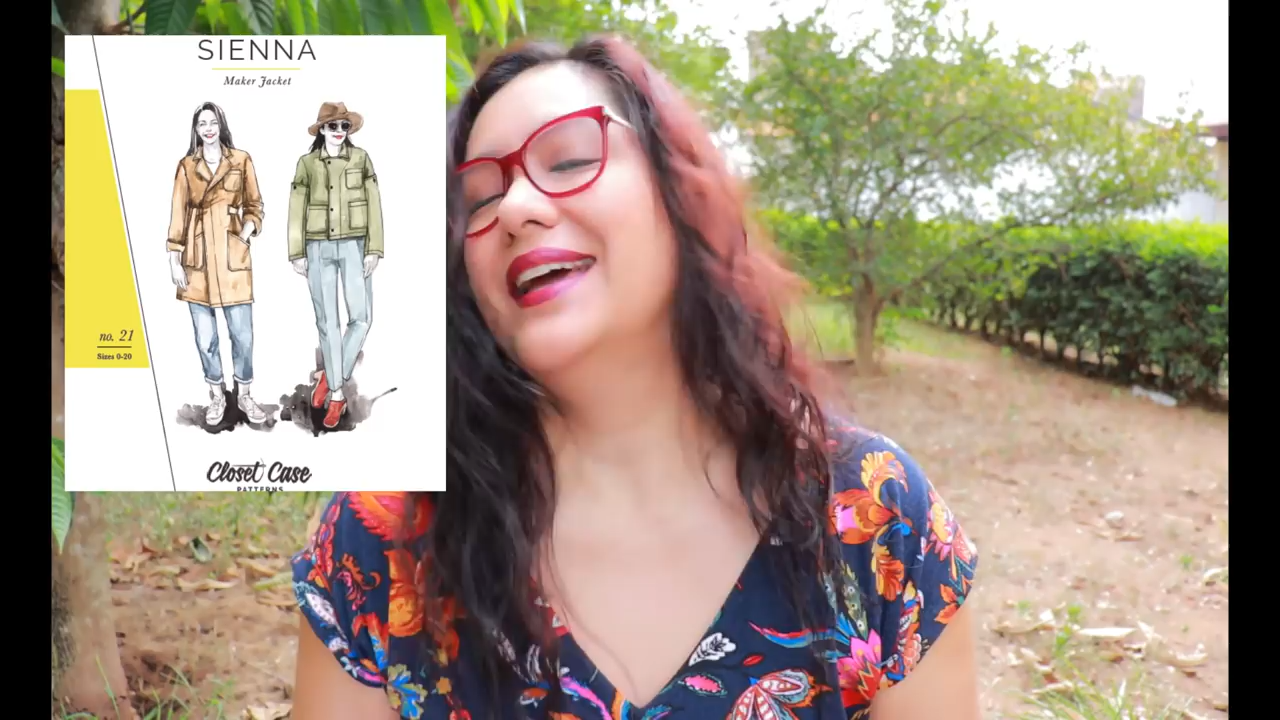 SIENNA
Maker Jacket
no. 21
Sizes 0-20
Closet Case
PATTERNS